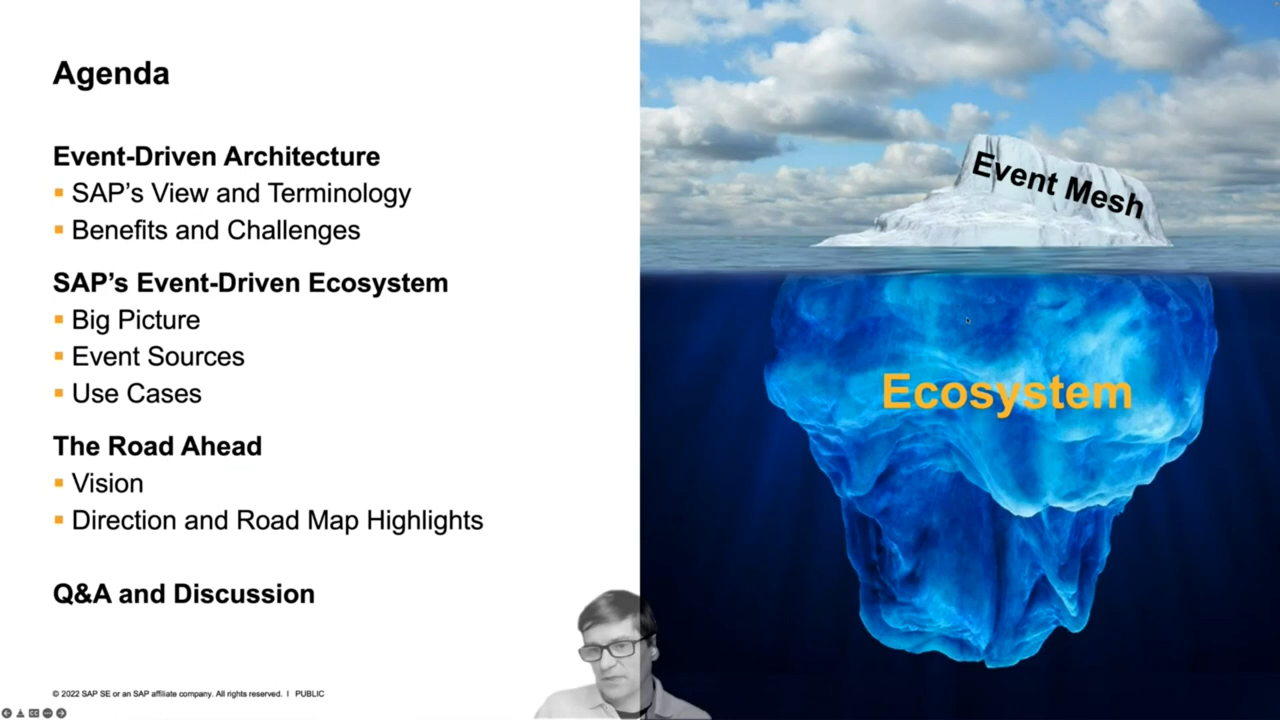 Agenda
Event-Driven Architecture
▪ SAP’s View and Terminology
▪ Benefits and Challenges
SAP’s Event-Driven Ecosystem
▪ Big Picture
▪ Event Sources
▪ Use Cases
The Road Ahead
▪ Vision
▪ Direction and Road Map Highlights
Q&A and Discussion
© 2022 SAP SE or an SAP affiliate company. All rights reserved. I PUBLIC
Event Mesh
Ecosystem